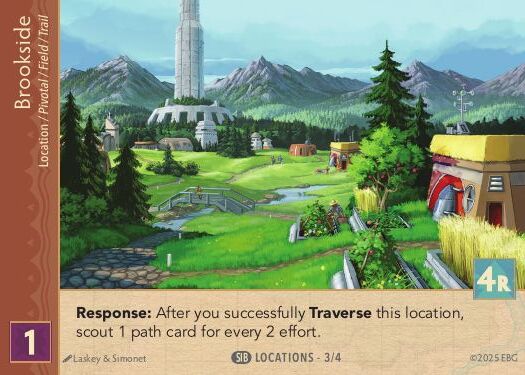 Brookside
Location / Pivotal / Field / Trail
4R
Response: After you successfully Traverse this location,
scout 1 path card for every 2 effort.
1
Laskey & Simonet
SIB LOCATIONS - 3/4
©2025 EBG